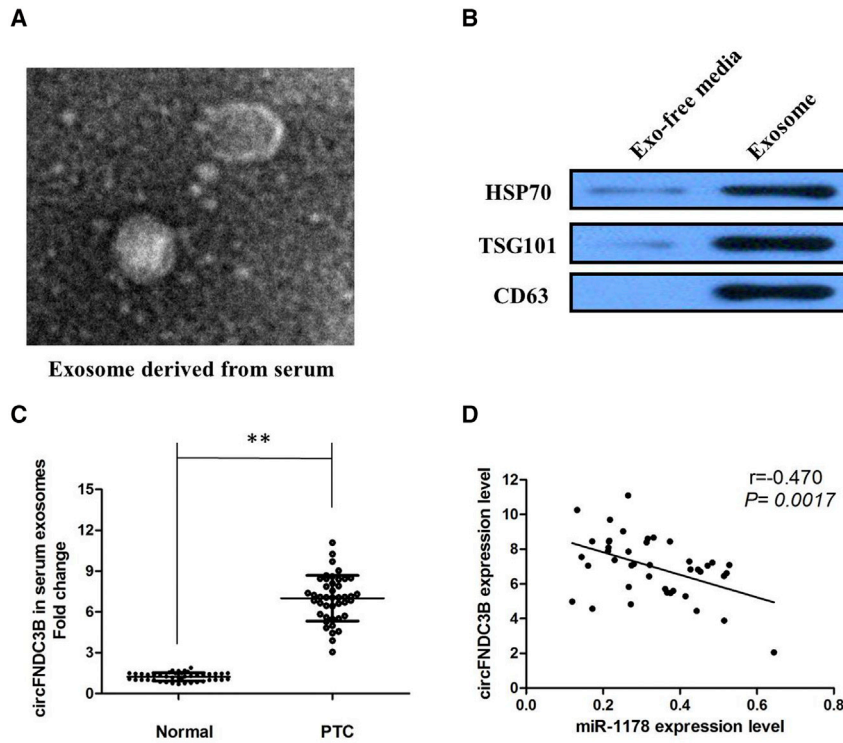 A
Exosome derived from serum
B
Exo-free media
Exosome
HSP70
TSG101
CD63
C
circFNDC3B in serum exosomes
Fold change
**
15
12
9
6
3
0
Normal
PTC
D
r=-0.470
P= 0.0017
circFNDC3B expression level
12
10
8
6
4
2
0
0.0
0.2
0.4
0.6
0.8
miR-1178 expression level